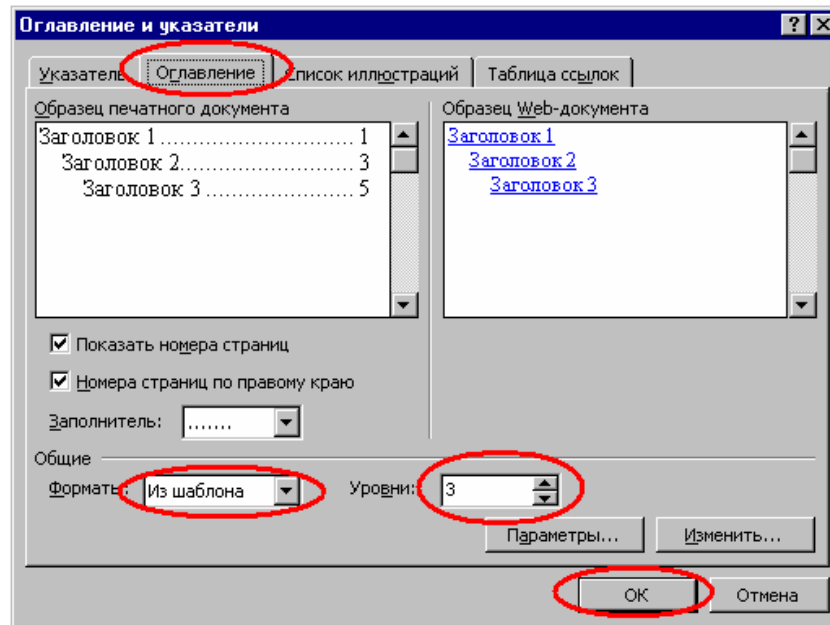 Оглавление и указатели
Указатель Оглавление Список иллюстраций Таблица ссылок
Образец печатного документа Образец Web-документа
Заголовок 1 ............................ 1 Заголовок 1
Заголовок 2......................... 3 Заголовок 2
Заголовок 3 ..................... 5 Заголовок 3
Показать номера страниц
Номера страниц по правому краю
Заполнитель: .......
Общие
Форматы: Из шаблона Уровни: 3
Параметры... Изменить...
ОК Отмена